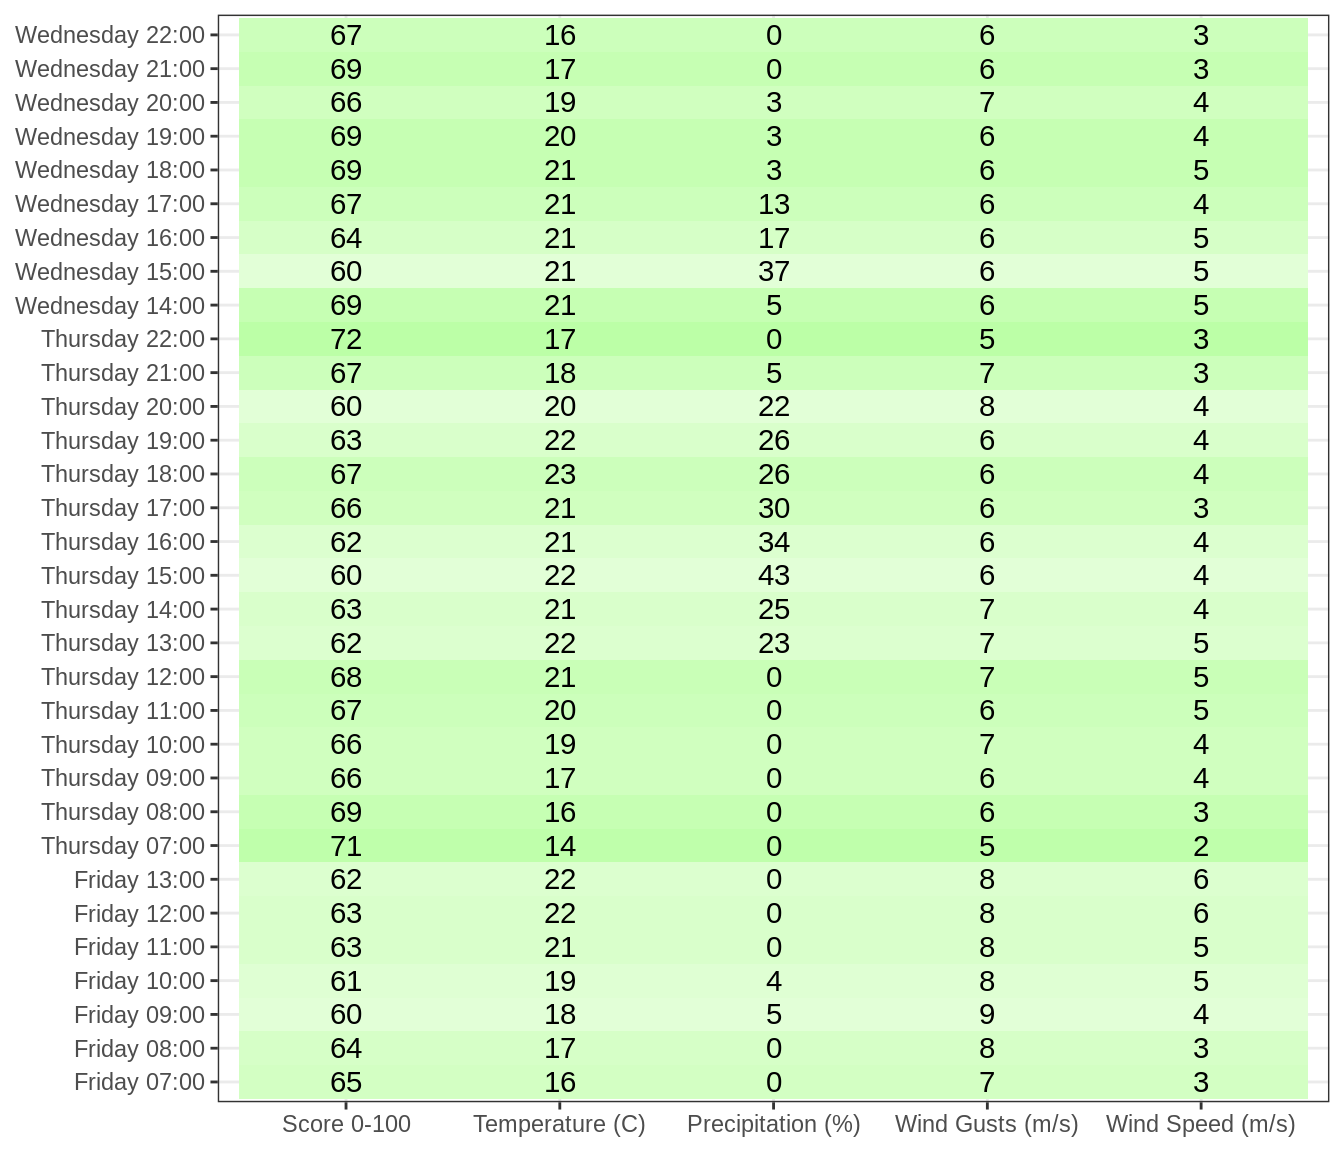 Wednesday 22:00 67 16 0 6 3
Wednesday 21:00 69 17 0 6 3
Wednesday 20:00 66 19 3 7 4
Wednesday 19:00 69 20 3 6 4
Wednesday 18:00 69 21 3 6 5
Wednesday 17:00 67 21 13 6 4
Wednesday 16:00 64 21 17 6 5
Wednesday 15:00 60 21 37 6 5
Wednesday 14:00 69 21 5 6 5
Thursday 22:00 72 17 0 5 3
Thursday 21:00 67 18 5 7 3
Thursday 20:00 60 20 22 8 4
Thursday 19:00 63 22 26 6 4
Thursday 18:00 67 23 26 6 4
Thursday 17:00 66 21 30 6 3
Thursday 16:00 62 21 34 6 4
Thursday 15:00 60 22 43 6 4
Thursday 14:00 63 21 25 7 4
Thursday 13:00 62 22 23 7 5
Thursday 12:00 68 21 0 7 5
Thursday 11:00 67 20 0 6 5
Thursday 10:00 66 19 0 7 4
Thursday 09:00 66 17 0 6 4
Thursday 08:00 69 16 0 6 3
Thursday 07:00 71 14 0 5 2
Friday 13:00 62 22 0 8 6
Friday 12:00 63 22 0 8 6
Friday 11:00 63 21 0 8 5
Friday 10:00 61 19 4 8 5
Friday 09:00 60 18 5 9 4
Friday 08:00 64 17 0 8 3
Friday 07:00 65 16 0 7 3
Score 0-100 Temperature (C) Precipitation (%) Wind Gusts (m/s) Wind Speed (m/s)